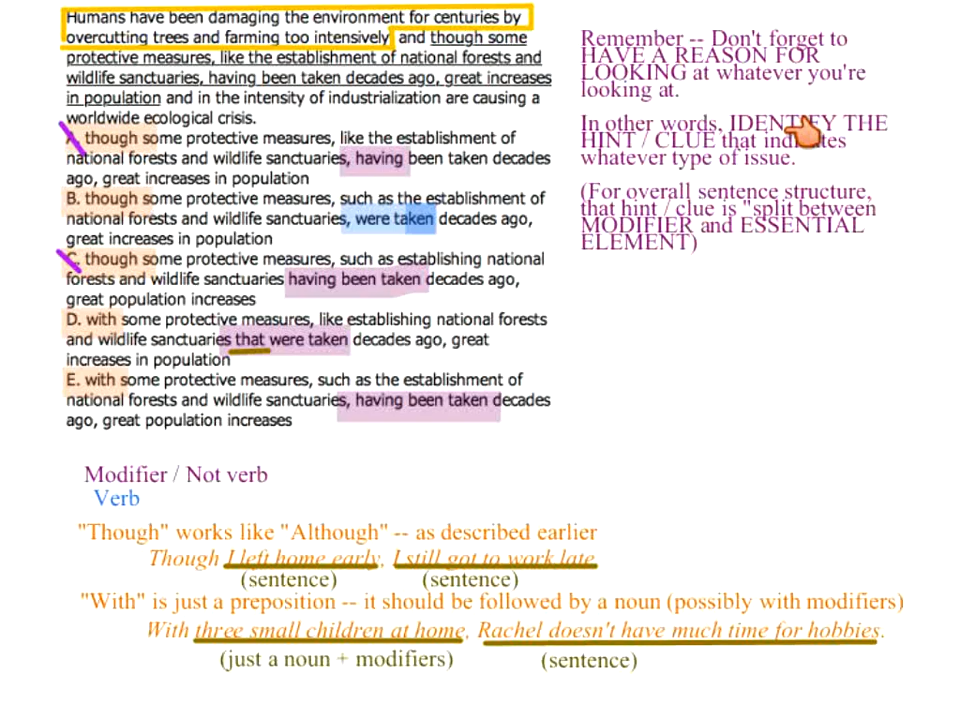 Humans have been damaging the environment for centuries by
overcutting trees and farming too intensively and though some
protective measures, like the establishment of national forests and
wildlife sanctuaries, having been taken decades ago, great increases
in population and in the intensity of industrialization are causing a
worldwide ecological crisis.
A. though some protective measures, like the establishment of
national forests and wildlife sanctuaries, having been taken decades
ago, great increases in population
B. though some protective measures, such as the establishment of
national forests and wildlife sanctuaries, were taken decades ago,
great increases in population
C. though some protective measures, such as establishing national
forests and wildlife sanctuaries having been taken decades ago,
great population increases
D. with some protective measures, like establishing national forests
and wildlife sanctuaries that were taken decades ago, great
increases in population
E. with some protective measures, such as the establishment of
national forests and wildlife sanctuaries, having been taken decades
ago, great population increases
Remember -- Don't forget to
HAVE A REASON FOR
LOOKING at whatever you're
looking at.
In other words, IDENTIFY THE
HINT / CLUE that indicates
whatever type of issue.
(For overall sentence structure,
that hint / clue is "split between
MODIFIER and ESSENTIAL
ELEMENT)
Modifier / Not verb
Verb
"Though" works like "Although" -- as described earlier
Though I left home early, I still got to work late
(sentence) (sentence)
"With" is just a preposition -- it should be followed by a noun (possibly with modifiers)
With three small children at home, Rachel doesn't have much time for hobbies.
(just a noun + modifiers) (sentence)